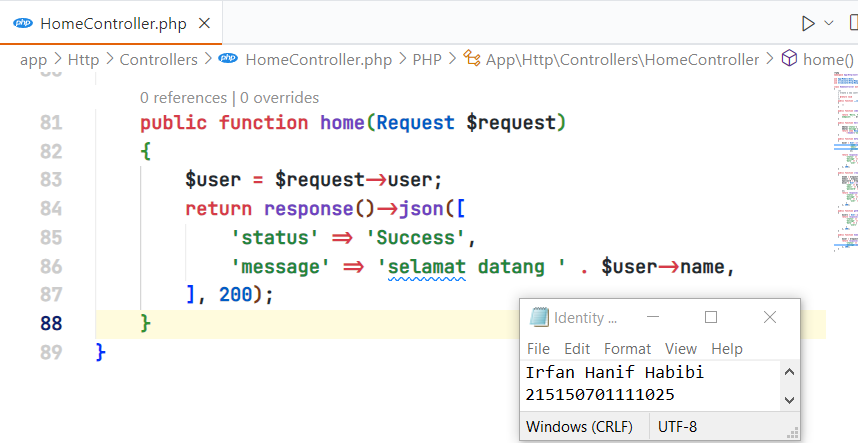 php HomeController.php ×
app > Http > Controllers > php HomeController.php > PHP > App\Http\Controllers\HomeController > home()
0 references | 0 overrides
81 public function home(Request $request)
82 {
83 $user = $request->user;
84 return response()->json([
85 'status' => 'Success',
86 'message' => 'selamat datang ' . $user->name,
87 ], 200);
88 }
89 }
Identity ...
File Edit Format View Help
Irfan Hanif Habibi
215150701111025
Windows (CRLF) UTF-8